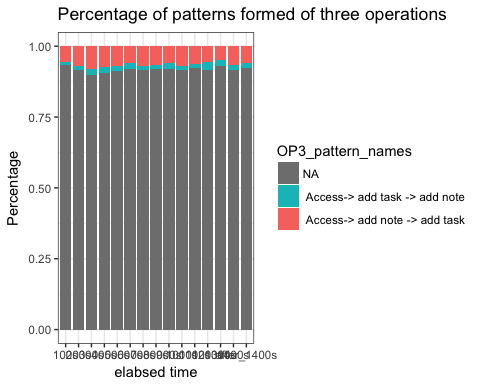 Percentage of patterns formed of three operations
1.00
0.75
0.50
0.25
0.00
Percentage
elabsed time
OP3_pattern_names
NA
Access-> add task -> add note
Access-> add note -> add task